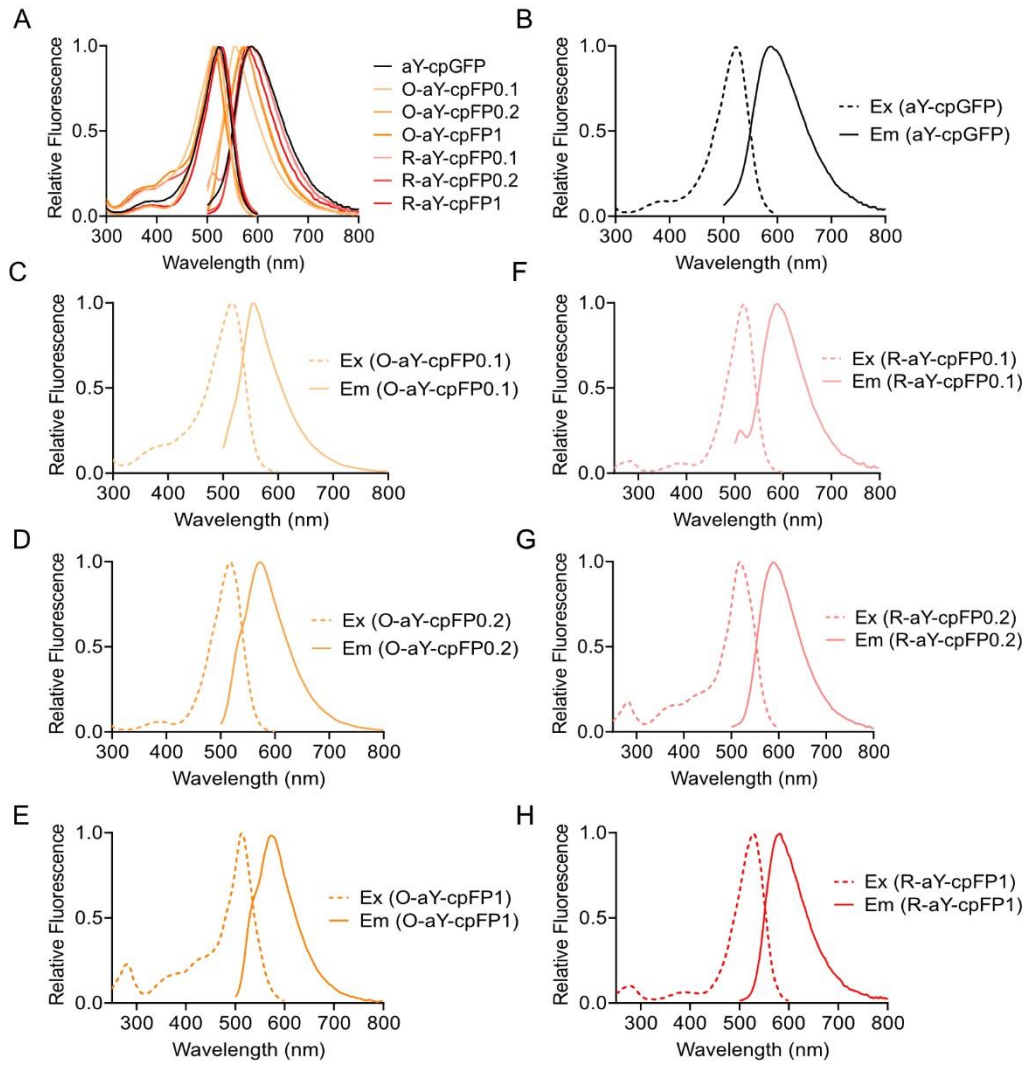 A
Relative Fluorescence
1.0
0.5
0.0
300 400 500 600 700 800
Wavelength (nm)
aY-cpGFP
O-aY-cpFP0.1
O-aY-cpFP0.2
O-aY-cpFP1
R-aY-cpFP0.1
R-aY-cpFP0.2
R-aY-cpFP1
B
Relative Fluorescence
1.0
0.5
0.0
300 400 500 600 700 800
Wavelength (nm)
Ex (aY-cpGFP)
Em (aY-cpGFP)
C
Relative Fluorescence
1.0
0.5
0.0
300 400 500 600 700 800
Wavelength (nm)
Ex (O-aY-cpFP0.1)
Em (O-aY-cpFP0.1)
F
Relative Fluorescence
1.0
0.5
0.0
300 400 500 600 700 800
Wavelength (nm)
Ex (R-aY-cpFP0.1)
Em (R-aY-cpFP0.1)
D
Relative Fluorescence
1.0
0.5
0.0
300 400 500 600 700 800
Wavelength (nm)
Ex (O-aY-cpFP0.2)
Em (O-aY-cpFP0.2)
G
Relative Fluorescence
1.0
0.5
0.0
300 400 500 600 700 800
Wavelength (nm)
Ex (R-aY-cpFP0.2)
Em (R-aY-cpFP0.2)
E
Relative Fluorescence
1.0
0.5
0.0
300 400 500 600 700 800
Wavelength (nm)
Ex (O-aY-cpFP1)
Em (O-aY-cpFP1)
H
Relative Fluorescence
1.0
0.5
0.0
300 400 500 600 700 800
Wavelength (nm)
Ex (R-aY-cpFP1)
Em (R-aY-cpFP1)